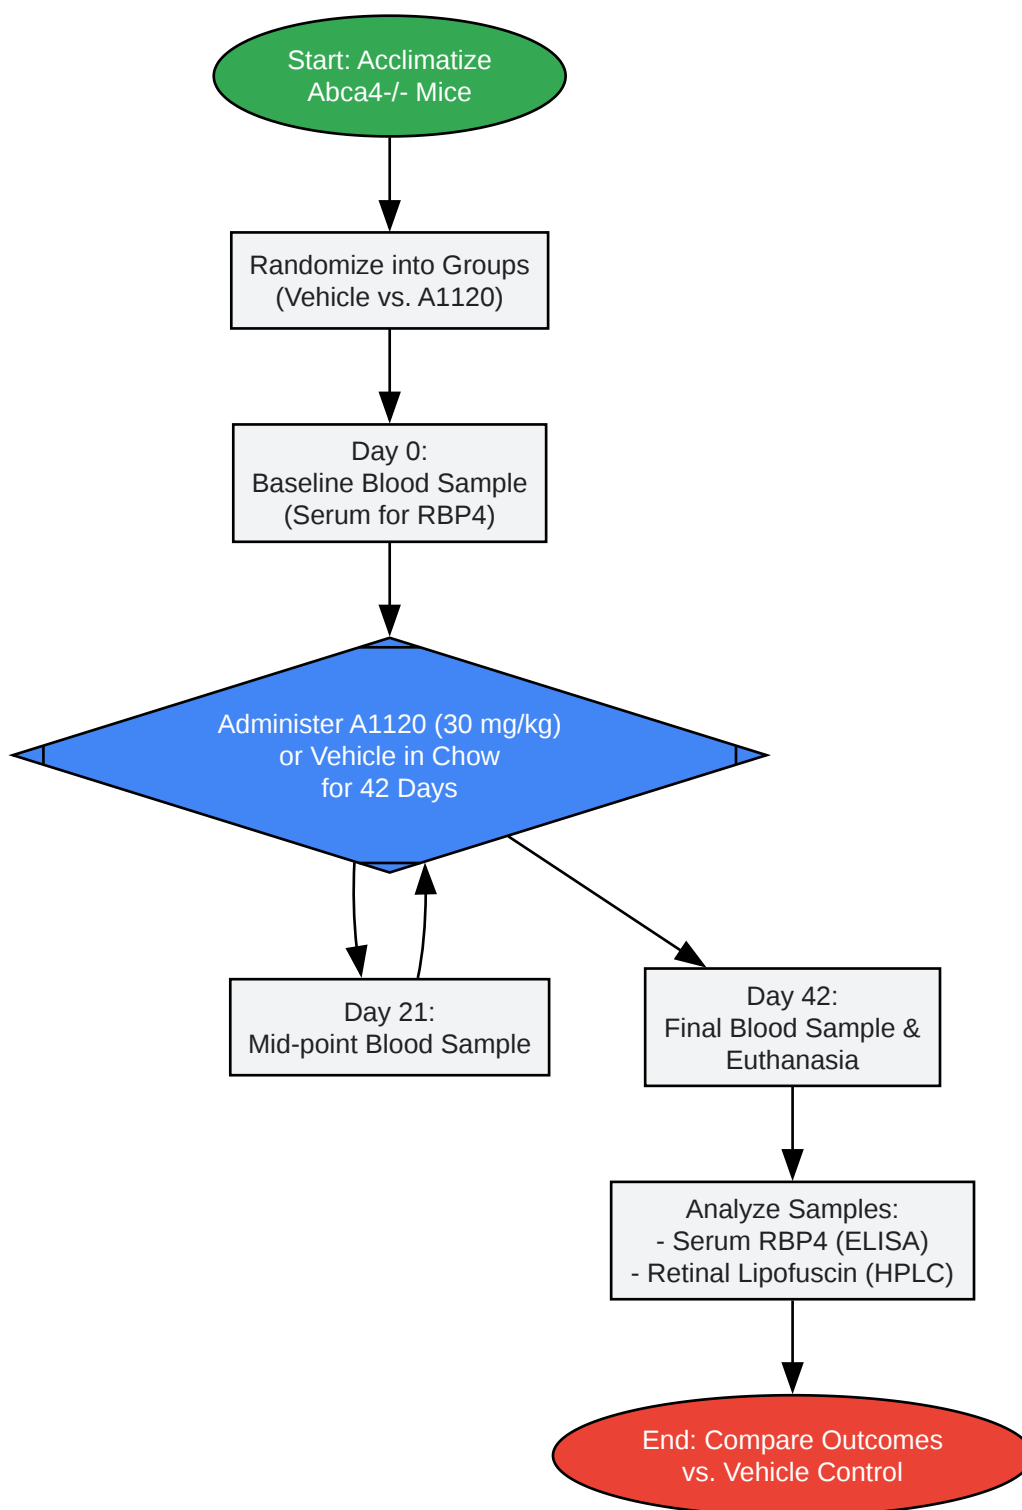 Start: Acclimatize
Abca4-/- Mice
Randomize into Groups
(Vehicle vs. A1120)
Day 0:
Baseline Blood Sample
(Serum for RBP4)
Administer A1120 (30 mg/kg)
or Vehicle in Chow
for 42 Days
Day 21:
Mid-point Blood Sample
Day 42:
Final Blood Sample &
Euthanasia
Analyze Samples:
- Serum RBP4 (ELISA)
- Retinal Lipofuscin (HPLC)
End: Compare Outcomes
vs. Vehicle Control